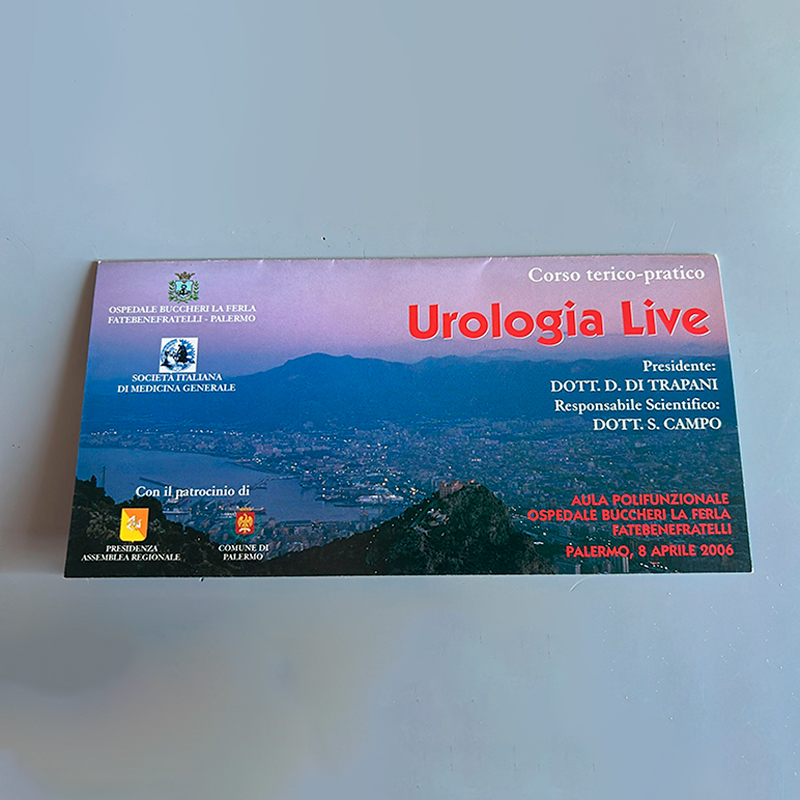 OSPEDALE BUCCHERI LA FERLA
FATEBENEFRATELLI - PALERMO
SOCIETÀ ITALIANA
DI MEDICINA GENERALE
Corso terico-pratico
Urologia Live
Presidente:
DOTT. D. DI TRAPANI
Responsabile Scientifico:
DOTT. S. CAMPO
Con il patrocinio di
PRESIDENZA
ASSEMBLEA REGIONALE
COMUNE DI
PALERMO
AULA POLIFUNZIONALE
OSPEDALE BUCCHERI LA FERLA
FATEBENEFRATELLI
PALERMO, 8 APRILE 2006